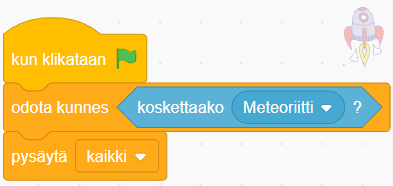 kun klikataan
odota kunnes koskettaako Meteoriitti ?
pysäytä kaikki